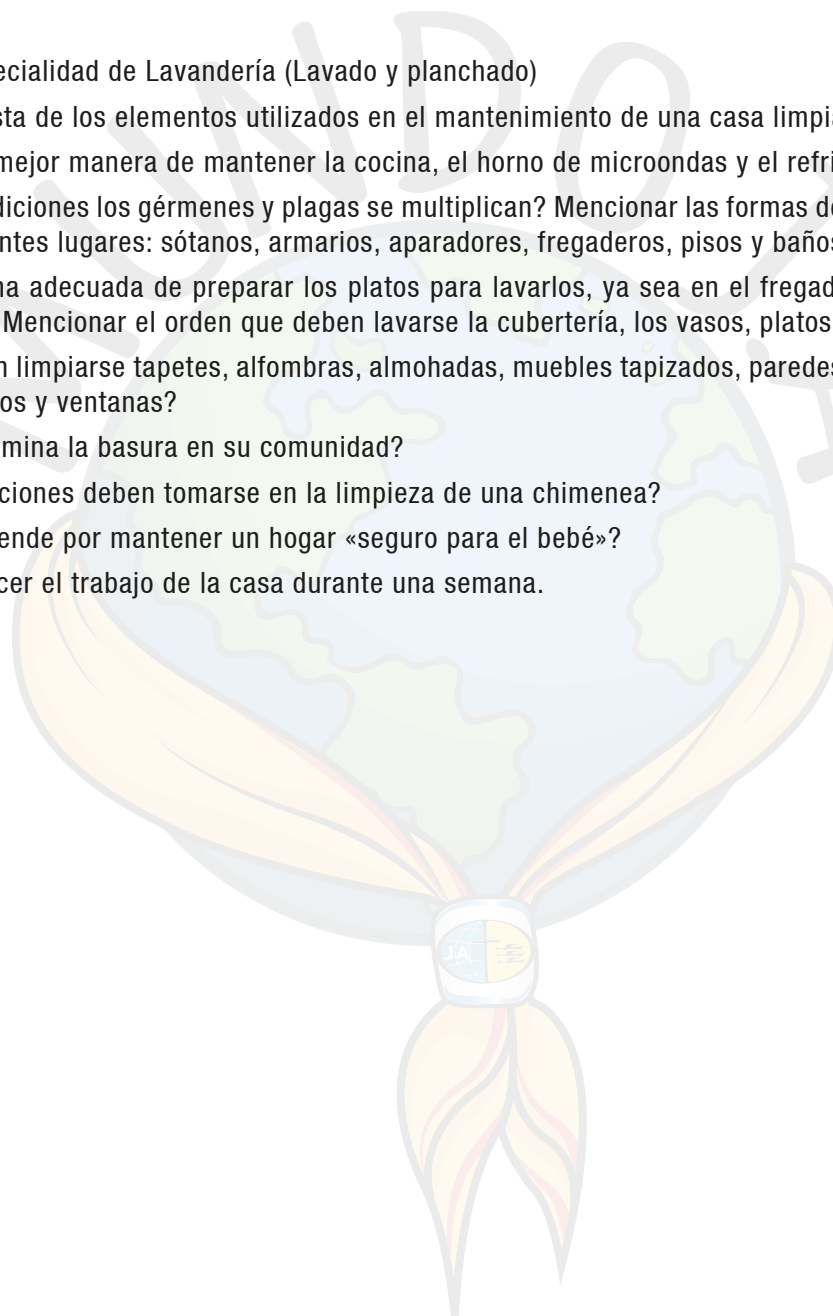 ecialidad de Lavandería (Lavado y planchado)
sta de los elementos utilizados en el mantenimiento de una casa limpia
mejor manera de mantener la cocina, el horno de microondas y el refri
diciones los gérmenes y plagas se multiplican? Mencionar las formas de
ntes lugares: sótanos, armarios, aparadores, fregaderos, pisos y baños
na adecuada de preparar los platos para lavarlos, ya sea en el fregad
Mencionar el orden que deben lavarse la cubertería, los vasos, platos
n limpiarse tapetes, alfombras, almohadas, muebles tapizados, paredes
os y ventanas?
mina la basura en su comunidad?
ciones deben tomarse en la limpieza de una chimenea?
ende por mantener un hogar «seguro para el bebé»?
cer el trabajo de la casa durante una semana.
MUNDO
JA